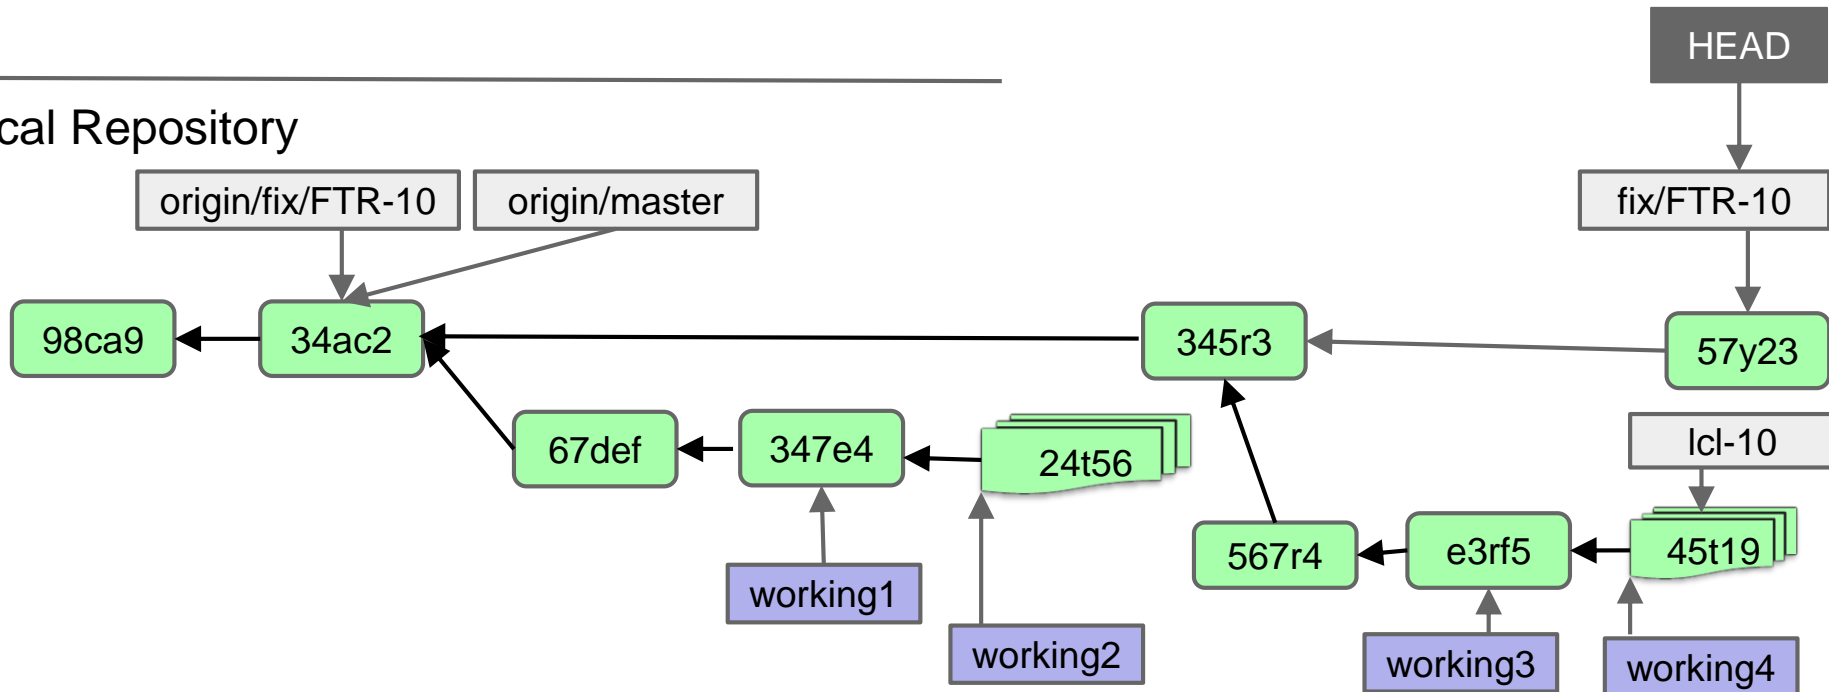 HEAD
cal Repository
origin/fix/FTR-10
origin/master
fix/FTR-10
98ca9
34ac2
345r3
57y23
67def
347e4
24t56
lcl-10
567r4
e3rf5
45t19
working1
working2
working3
working4